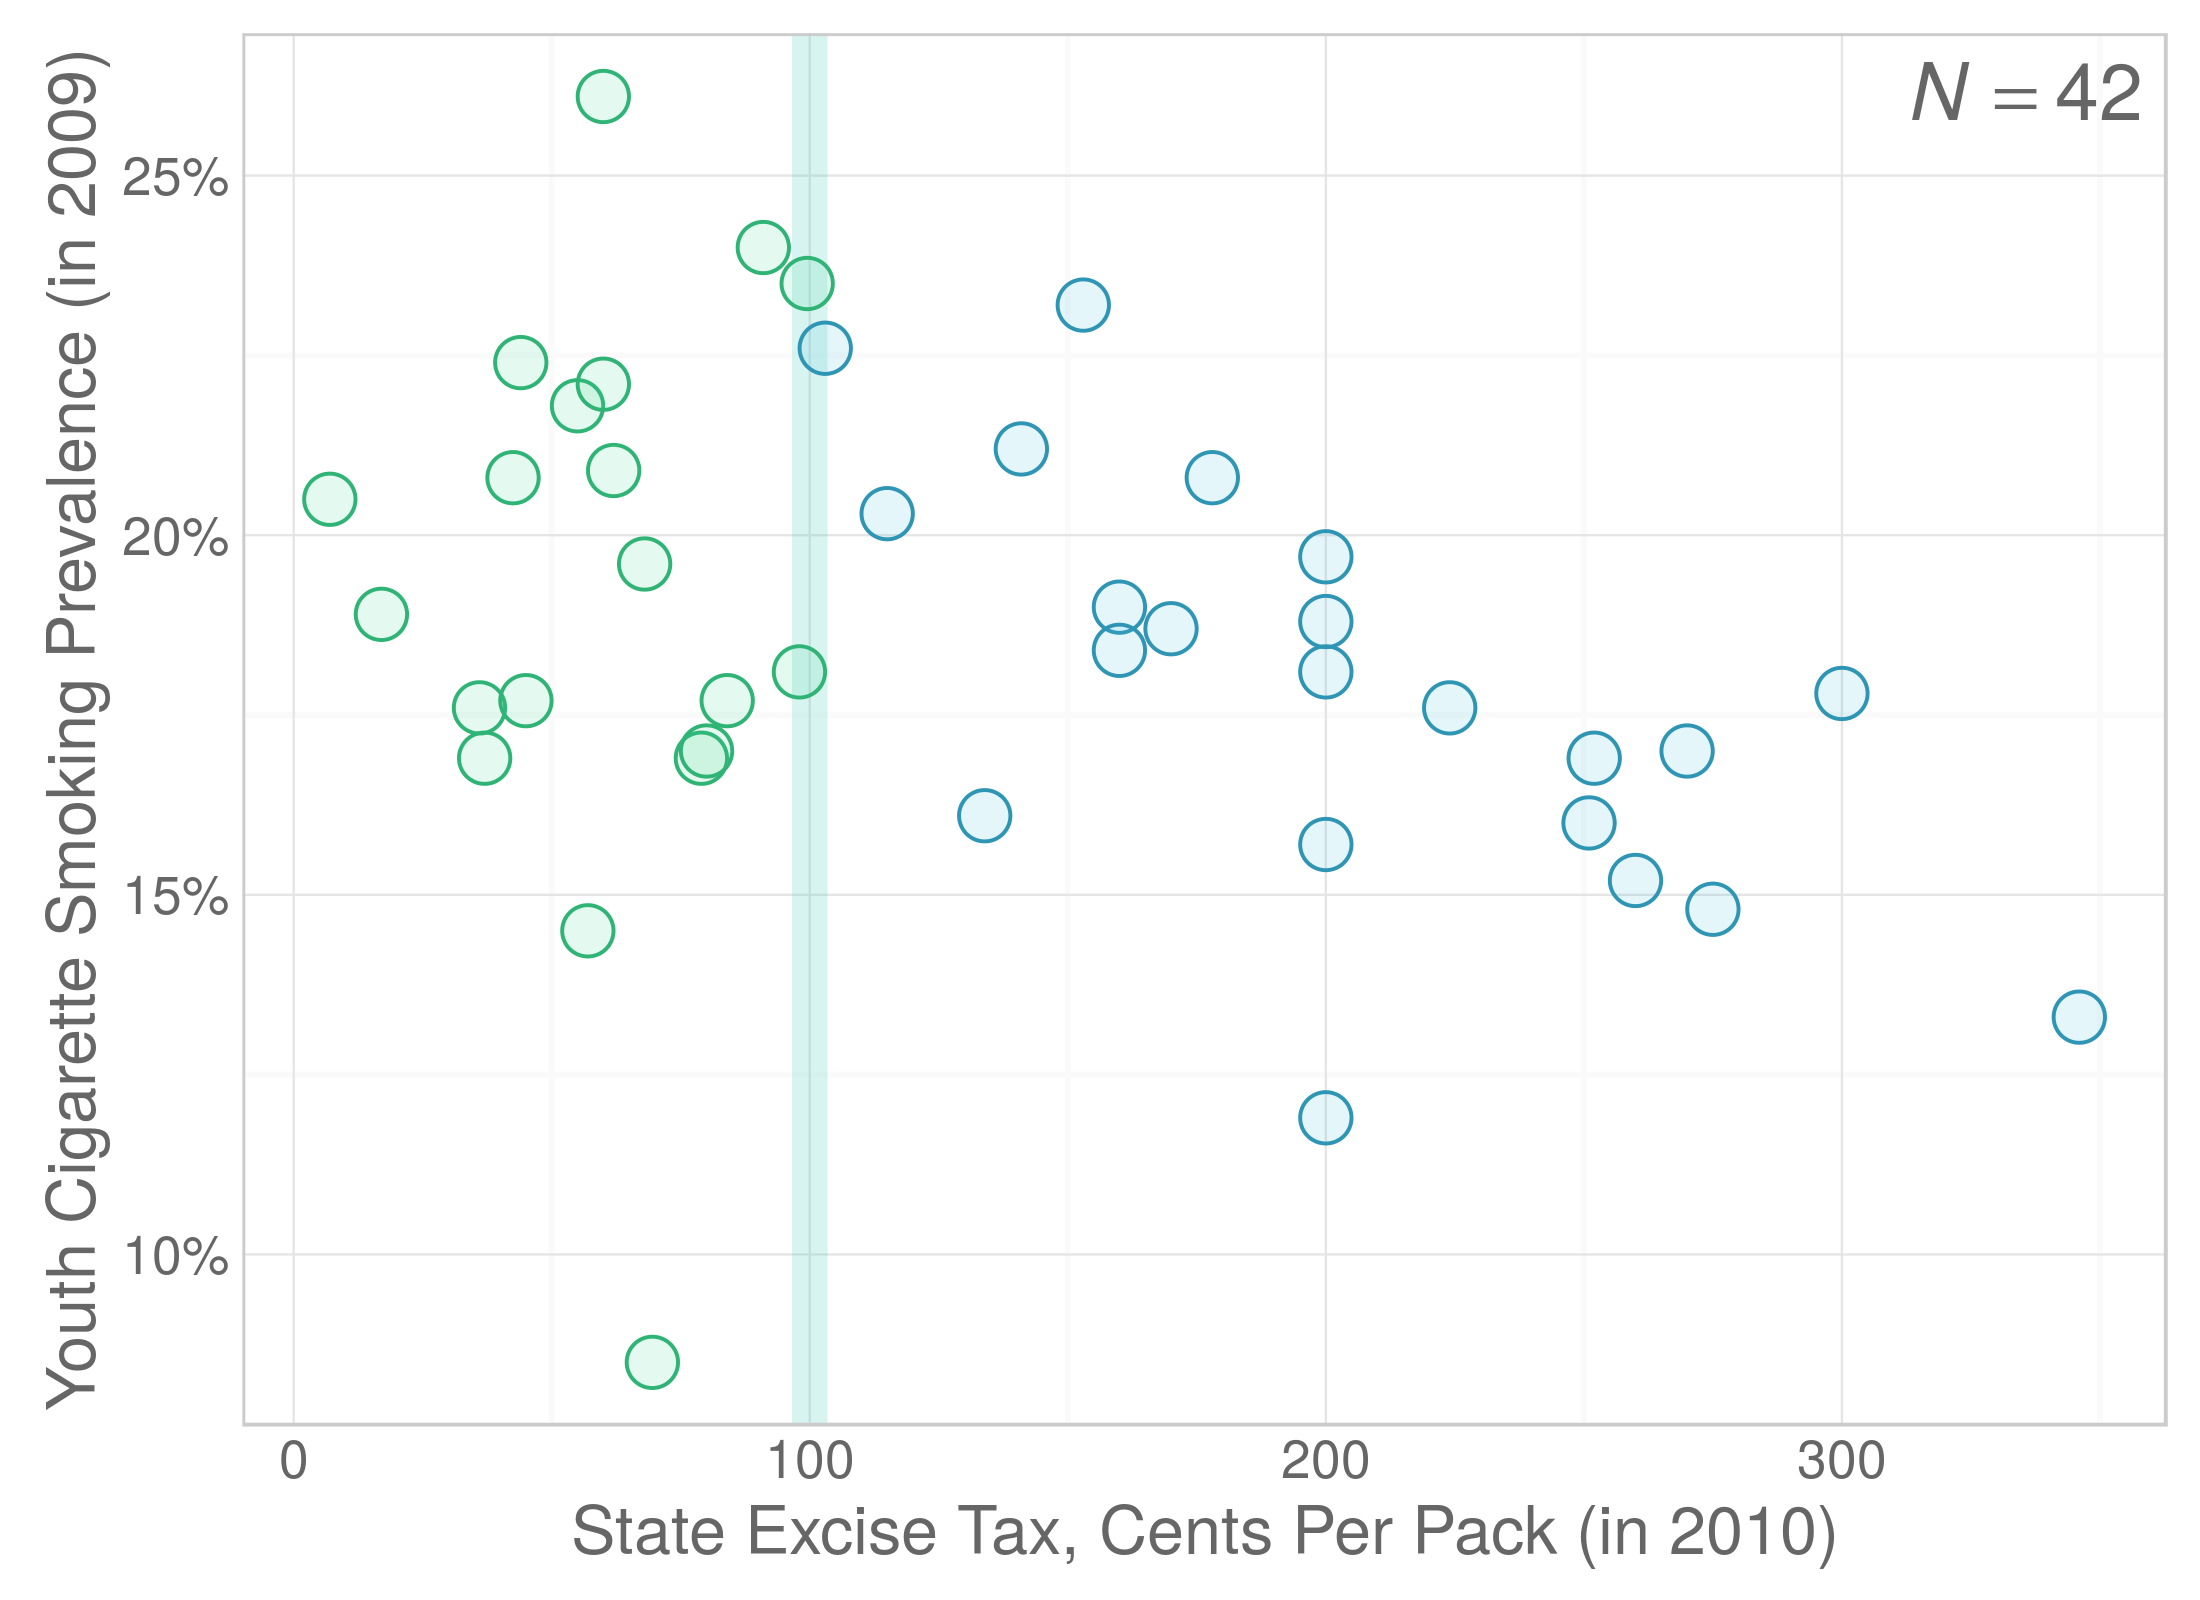 N = 42
Youth Cigarette Smoking Prevalence (in 2009)
25%
20%
15%
10%
0 100 200 300
State Excise Tax, Cents Per Pack (in 2010)